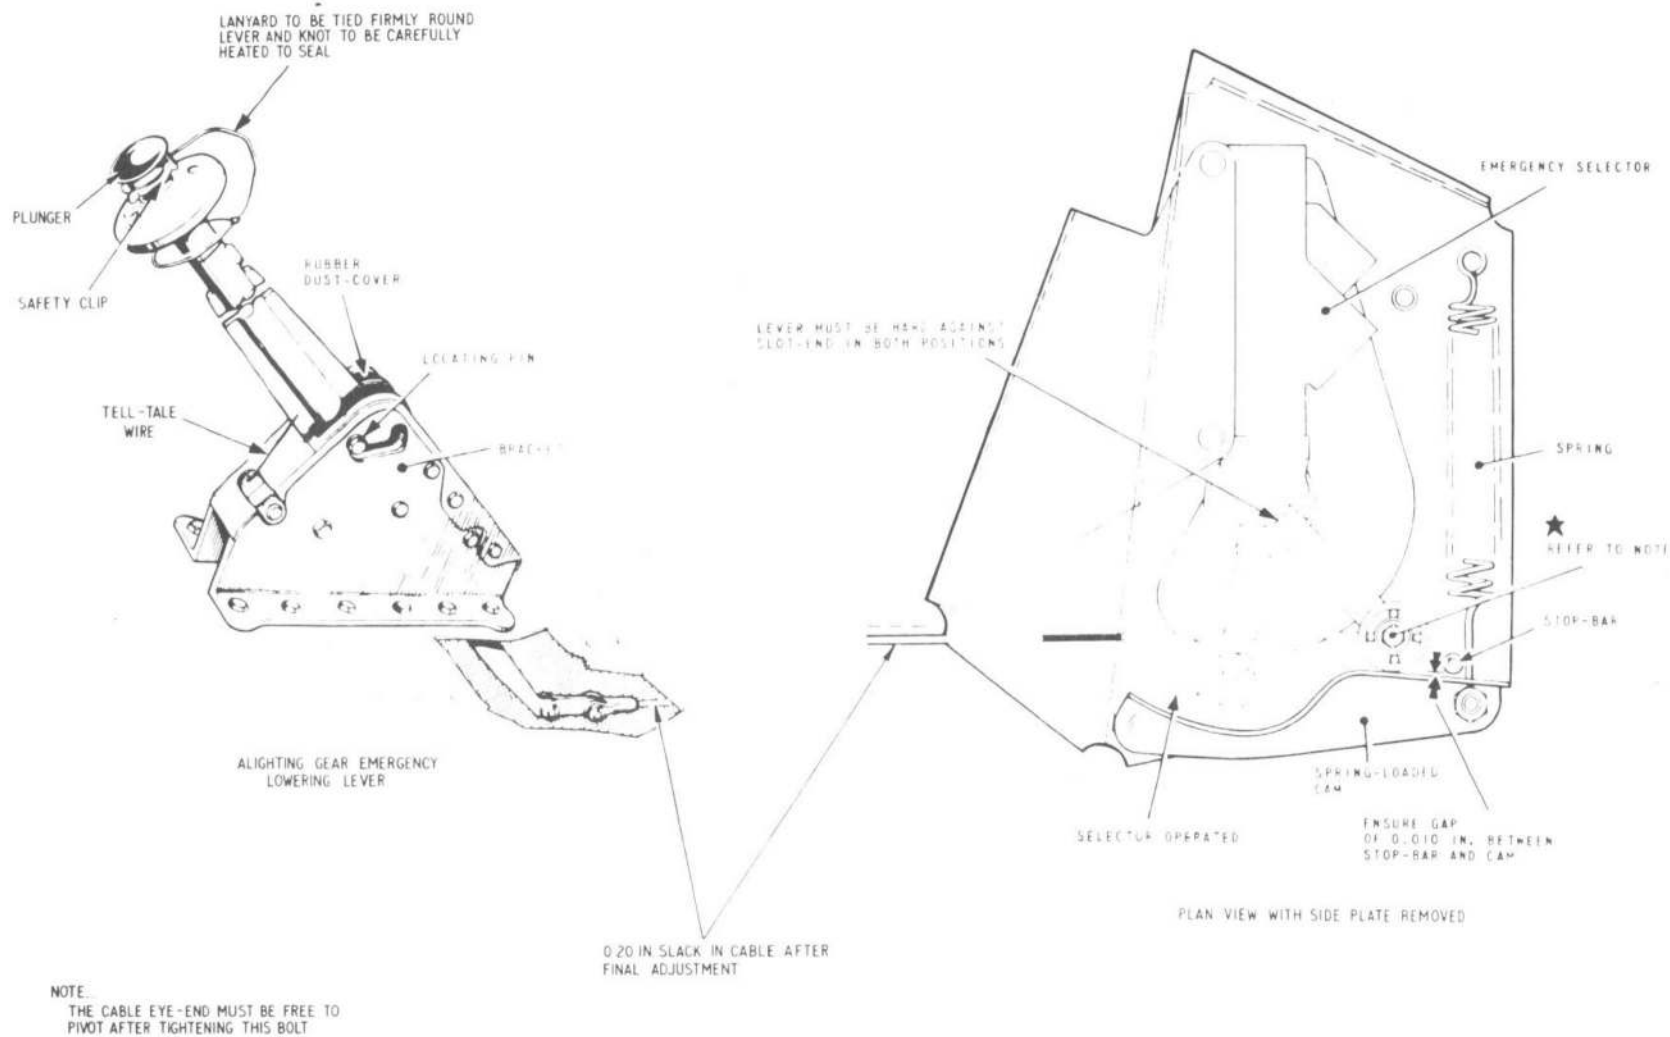 LANYARD TO BE TIED FIRMLY ROUND
LEVER AND KNOT TO BE CAREFULLY
HEATED TO SEAL
PLUNGER
SAFETY CLIP
RUBBER
DUST-COVER
LOCATING PIN
TELL-TALE
WIRE
BRACKET
ALIGHTING GEAR EMERGENCY
LOWERING LEVER
EMERGENCY SELECTOR
LEVER MUST BE HARD AGAINST
SLOT-END IN BOTH POSITIONS
SPRING
REFER TO NOTE
STOP-BAR
SPRING-LOADED
CAM
SELECTOR OPERATED
ENSURE GAP
OF 0.010 IN. BETWEEN
STOP-BAR AND CAM
PLAN VIEW WITH SIDE PLATE REMOVED
0.20 IN SLACK IN CABLE AFTER
FINAL ADJUSTMENT
NOTE..
THE CABLE EYE-END MUST BE FREE TO
PIVOT AFTER TIGHTENING THIS BOLT